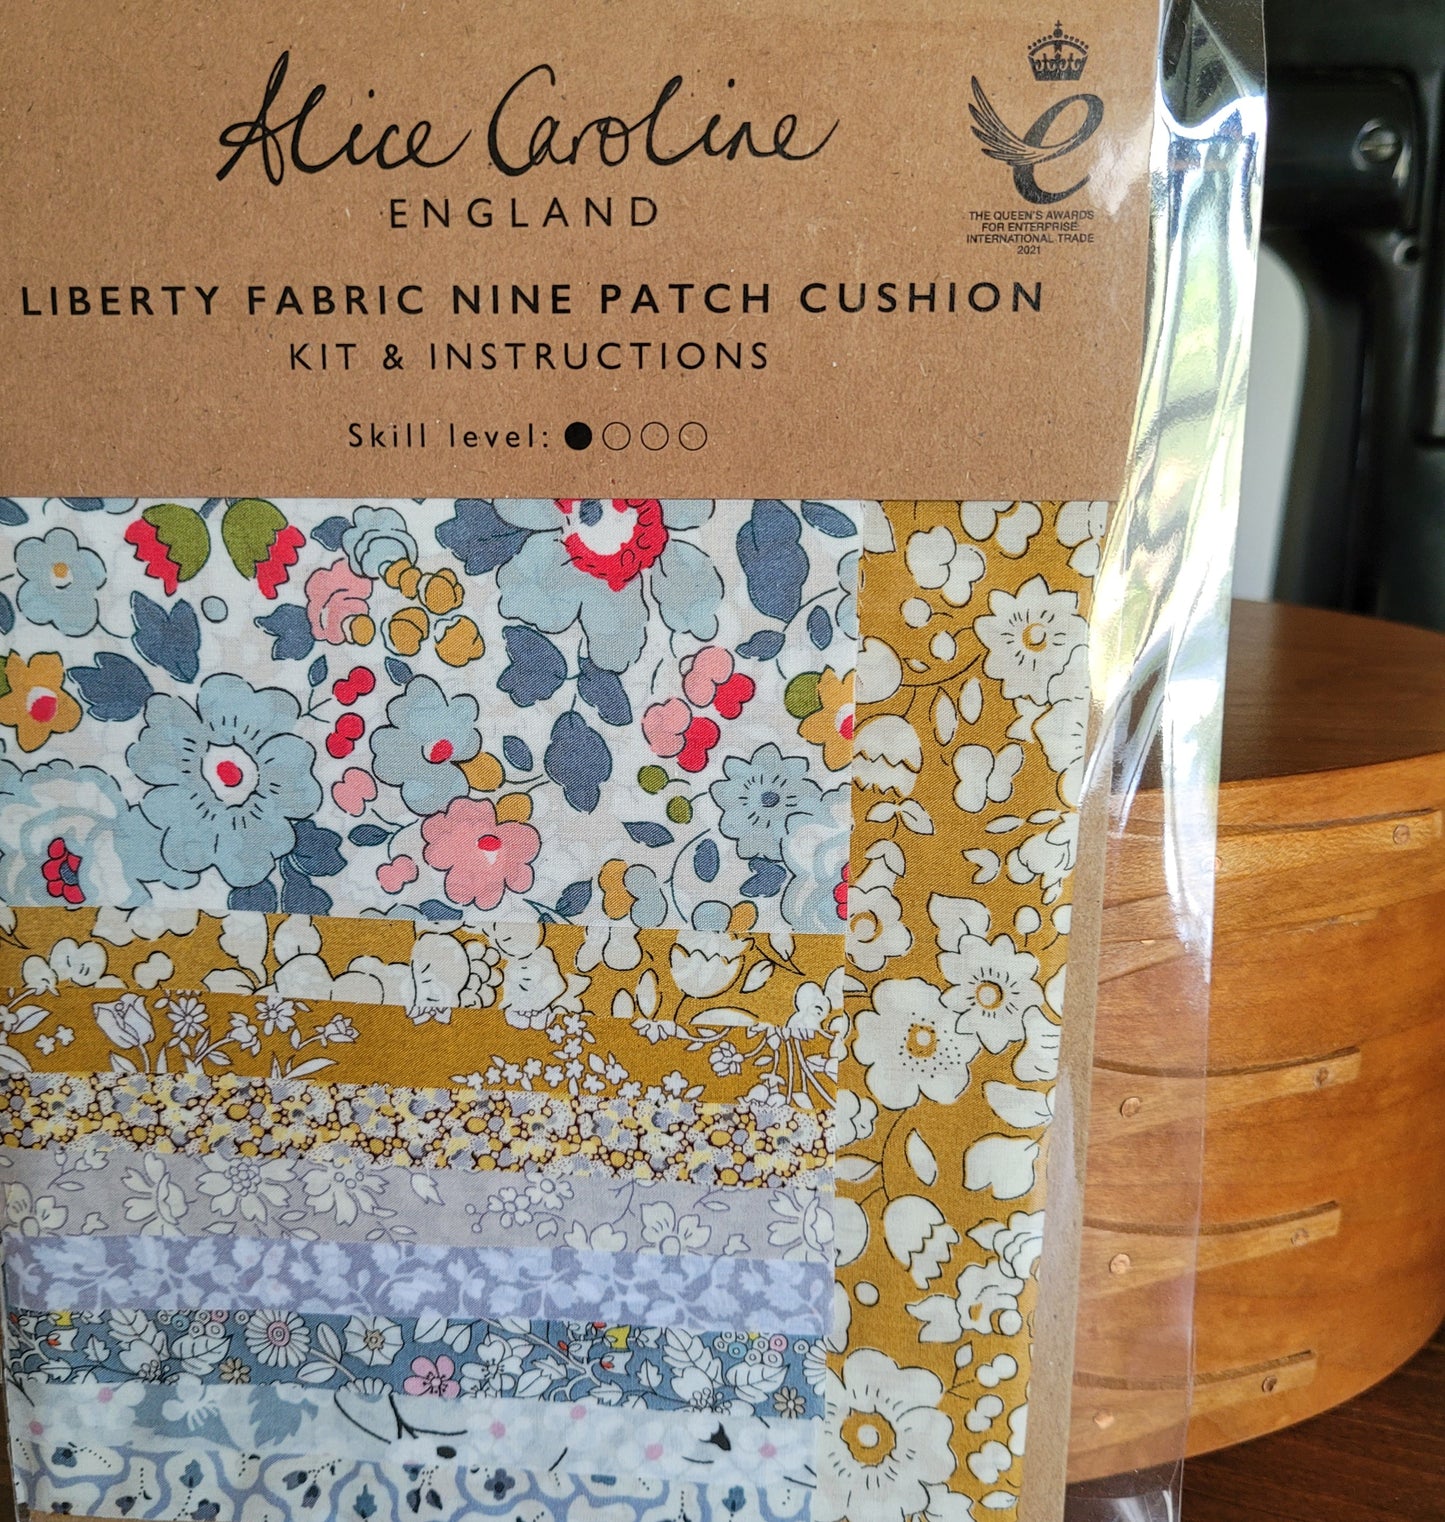 Alice Caroline
ENGLAND
e
THE QUEEN'S AWARDS
FOR ENTERPRISE:
INTERNATIONAL TRADE
2021
LIBERTY FABRIC NINE PATCH CUSHION
KIT & INSTRUCTIONS
Skill level: